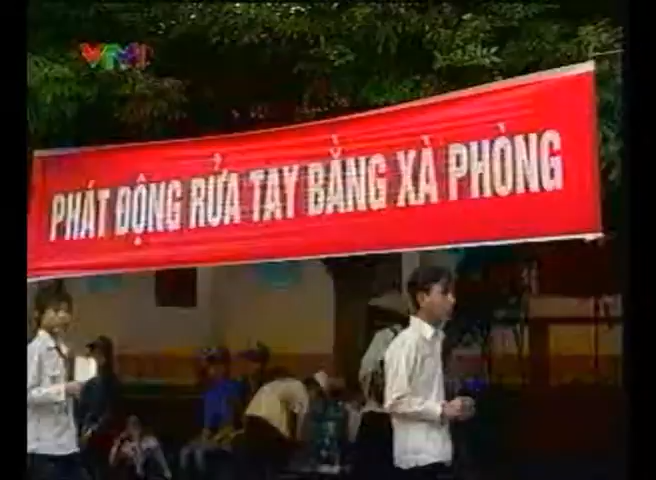 VTV1
PHÁT ĐỘNG RỬA TAY BẰNG XÀ PHÒNG